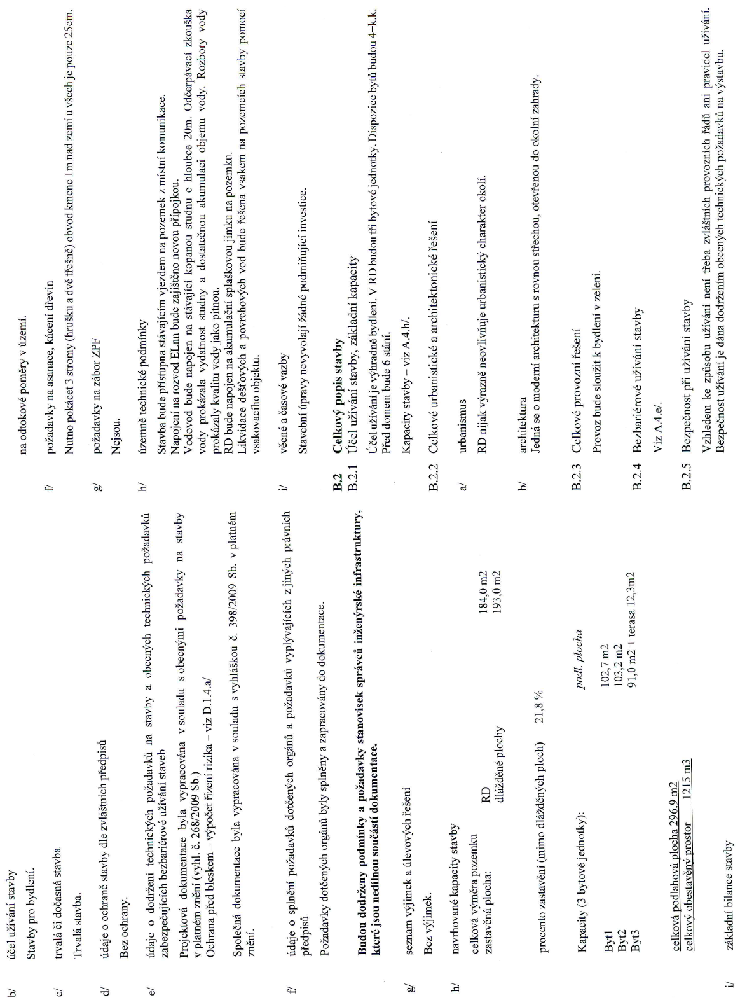 b/ účel užívání stavby
Stavby pro bydlení.
c/ trvalá či dočasná stavba
Trvalá stavba.
d/ údaje o ochraně stavby dle zvláštních předpisů
Bez ochrany.
e/ údaje o dodržení technických požadavků na stavby a obecných technických požadavků
zabezpečujících bezbariérové užívání staveb
Projektová dokumentace byla vypracována v souladu s obecnými požadavky na stavby
v platném znění (vyhl. č. 268/2009 Sb.)
Ochrana před bleskem – výpočet řízení rizika – viz D.1.4.a/
Společná dokumentace byla vypracována v souladu s vyhláškou č. 398/2009 Sb. v platném
znění.
f/ údaje o splnění požadavků dotčených orgánů a požadavků vyplývajících z jiných právních
předpisů
Požadavky dotčených orgánů byly splněny a zapracovány do dokumentace.
Budou dodrženy podmínky a požadavky stanovisek správců inženýrské infrastruktury,
které jsou nedílnou součástí dokumentace.
g/ seznam výjimek a úlevových řešení
Bez výjimek.
h/ navrhované kapacity stavby
celková výměra pozemku
zastavěná plocha: RD 184,0 m2
dlážděné plochy 193,0 m2
procento zastavění (mimo dlážděných ploch) 21,8 %
Kapacity (3 bytové jednotky): podl. plocha
Byt1 102,7 m2
Byt2 103,2 m2
Byt3 91,0 m2 + terasa 12,3m2
celková podlahová plocha 296,9 m2
celkový obestavěný prostor 1215 m3
i/ základní bilance stavby
na odtokové poměry v území.
f/ požadavky na asanace, kácení dřevin
Nutno pokácet 3 stromy (hrušku a dvě třešně) obvod kmene 1m nad zemí u všech je pouze 25cm.
g/ požadavky na zábor ZPF
Nejsou.
h/ územně technické podmínky
Stavba bude přístupna stávajícím vjezdem na pozemek z místní komunikace.
Napojení na rozvod ELnn bude zajištěno novou přípojkou.
Vodovod bude napojen na stávající kopanou studnu o hloubce 20m. Odčerpávací zkouška
vody prokázala vydatnost studny a dostatečnou akumulaci objemu vody. Rozbory vody
prokázaly kvalitu vody jako pitnou.
RD bude napojen na akumulační splaškovou jímku na pozemku.
Likvidace dešťových a povrchových vod bude řešena vsakem na pozemcích stavby pomocí
vsakovacího objektu.
i/ věcné a časové vazby
Stavební úpravy nevyvolají žádné podmiňující investice.
B.2 Celkový popis stavby
B.2.1 Účel užívání stavby, základní kapacity
Účel užívání je výhradně bydlení. V RD budou tři bytové jednotky. Dispozice bytů budou 4+k.k.
Před domem bude 6 stání.
Kapacity stavby – viz A.4.h/.
B.2.2 Celkové urbanistické a architektonické řešení
a/ urbanismus
RD nijak výrazně neovlivňuje urbanistický charakter okolí.
b/ architektura
Jedná se o moderní architekturu s rovnou střechou, otevřenou do okolní zahrady.
B.2.3 Celkové provozní řešení
Provoz bude sloužit k bydlení v zeleni.
B.2.4 Bezbariérové užívání stavby
Viz A.4.e/.
B.2.5 Bezpečnost při užívání stavby
Vzhledem ke způsobu užívání není třeba zvláštních provozních řádů ani pravidel užívání.
Bezpečnost užívání je dána dodržením obecných technických požadavků na výstavbu.